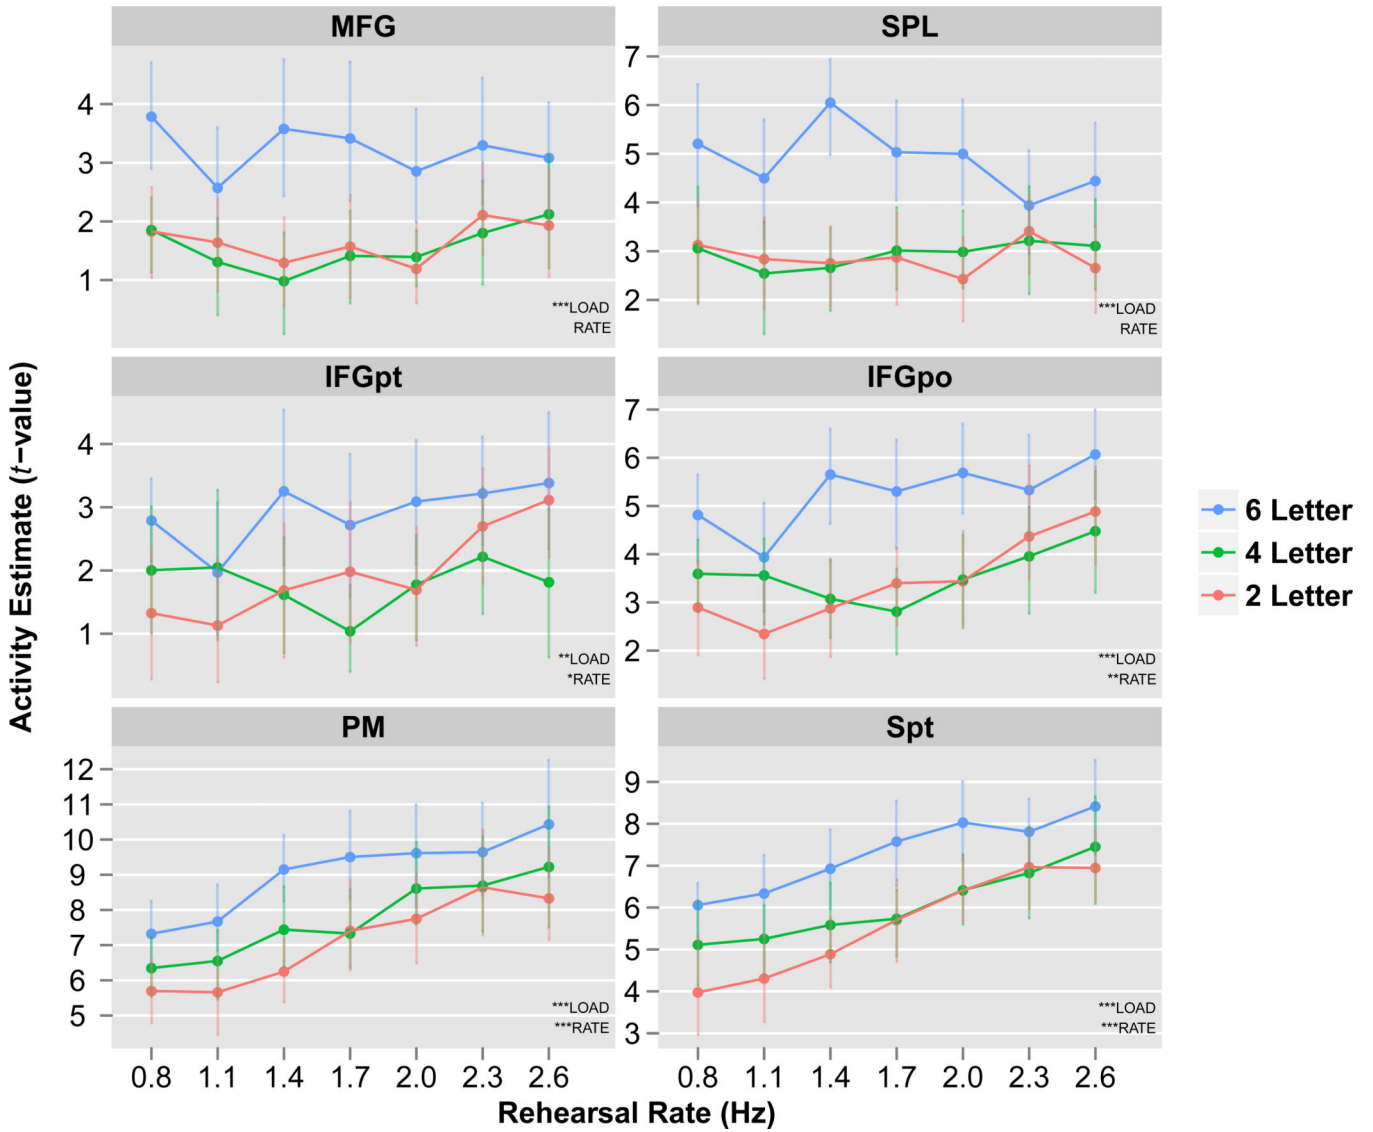 MFG
SPL
4
3
2
1
***LOAD
RATE
7
6
5
4
3
2
***LOAD
RATE
IFGpt
IFGpo
4
3
2
1
**LOAD
*RATE
7
6
5
4
3
2
***LOAD
**RATE
PM
Spt
12
11
10
9
8
7
6
5
***LOAD
***RATE
9
8
7
6
5
4
3
***LOAD
***RATE
0.8 1.1 1.4 1.7 2.0 2.3 2.6
0.8 1.1 1.4 1.7 2.0 2.3 2.6
Rehearsal Rate (Hz)
Activity Estimate (t−value)
6 Letter
4 Letter
2 Letter